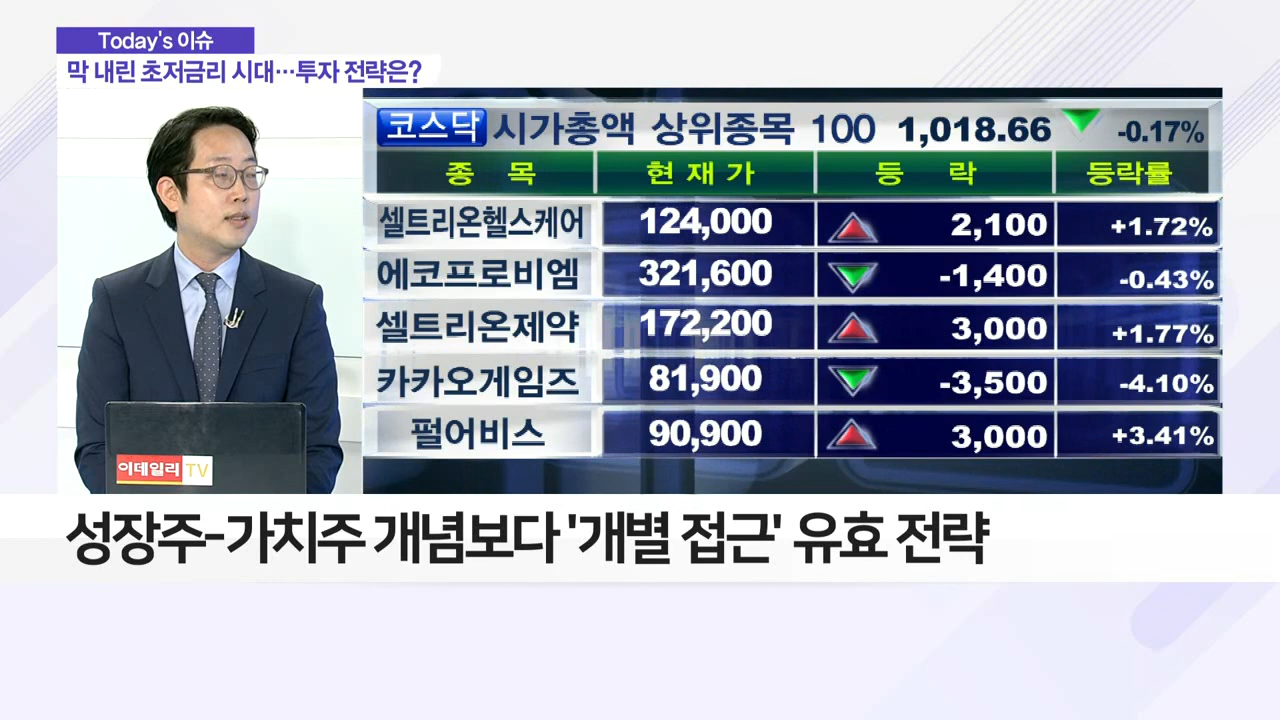 Today's 이슈
막 내린 초저금리 시대…투자 전략은?
코스닥 시가총액 상위종목 100 1,018.66 -0.17%
종 목 현 재 가 등 락 등락률
셀트리온헬스케어 124,000 2,100 +1.72%
에코프로비엠 321,600 -1,400 -0.43%
셀트리온제약 172,200 3,000 +1.77%
카카오게임즈 81,900 -3,500 -4.10%
펄어비스 90,900 3,000 +3.41%
이데일리 TV
성장주-가치주 개념보다 '개별 접근' 유효 전략